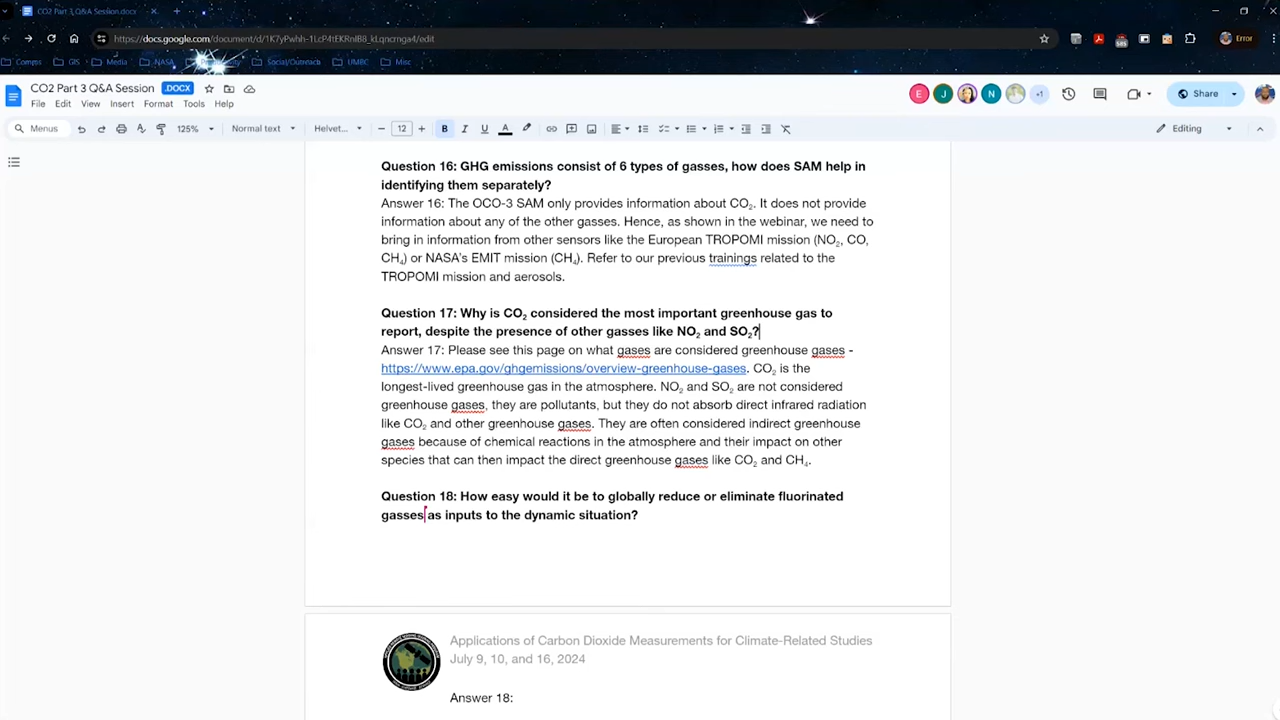 CO2 Part 3 Q&A Session.docx
https://docs.google.com/document/d/1K7yPwhh-1LcP4tEKRnIB8_kLqncrnga4/edit
Error
Comps GIS Media NASA Social/Outreach UMBC Misc
CO2 Part 3 Q&A Session .DOCX
File Edit View Insert Format Tools Help
E J N +1 Share
Menus 125% Normal text Helvet... 12 B I U A Editing
Question 16: GHG emissions consist of 6 types of gasses, how does SAM help in
identifying them separately?
Answer 16: The OCO-3 SAM only provides information about CO₂. It does not provide
information about any of the other gasses. Hence, as shown in the webinar, we need to
bring in information from other sensors like the European TROPOMI mission (NO₂, CO,
CH₄) or NASA's EMIT mission (CH₄). Refer to our previous trainings related to the
TROPOMI mission and aerosols.
Question 17: Why is CO₂ considered the most important greenhouse gas to
report, despite the presence of other gasses like NO₂ and SO₂?
Answer 17: Please see this page on what gases are considered greenhouse gases -
https://www.epa.gov/ghgemissions/overview-greenhouse-gases. CO₂ is the
longest-lived greenhouse gas in the atmosphere. NO₂ and SO₂ are not considered
greenhouse gases, they are pollutants, but they do not absorb direct infrared radiation
like CO₂ and other greenhouse gases. They are often considered indirect greenhouse
gases because of chemical reactions in the atmosphere and their impact on other
species that can then impact the direct greenhouse gases like CO₂ and CH₄.
Question 18: How easy would it be to globally reduce or eliminate fluorinated
gasses as inputs to the dynamic situation?
Applications of Carbon Dioxide Measurements for Climate-Related Studies
July 9, 10, and 16, 2024
Answer 18: